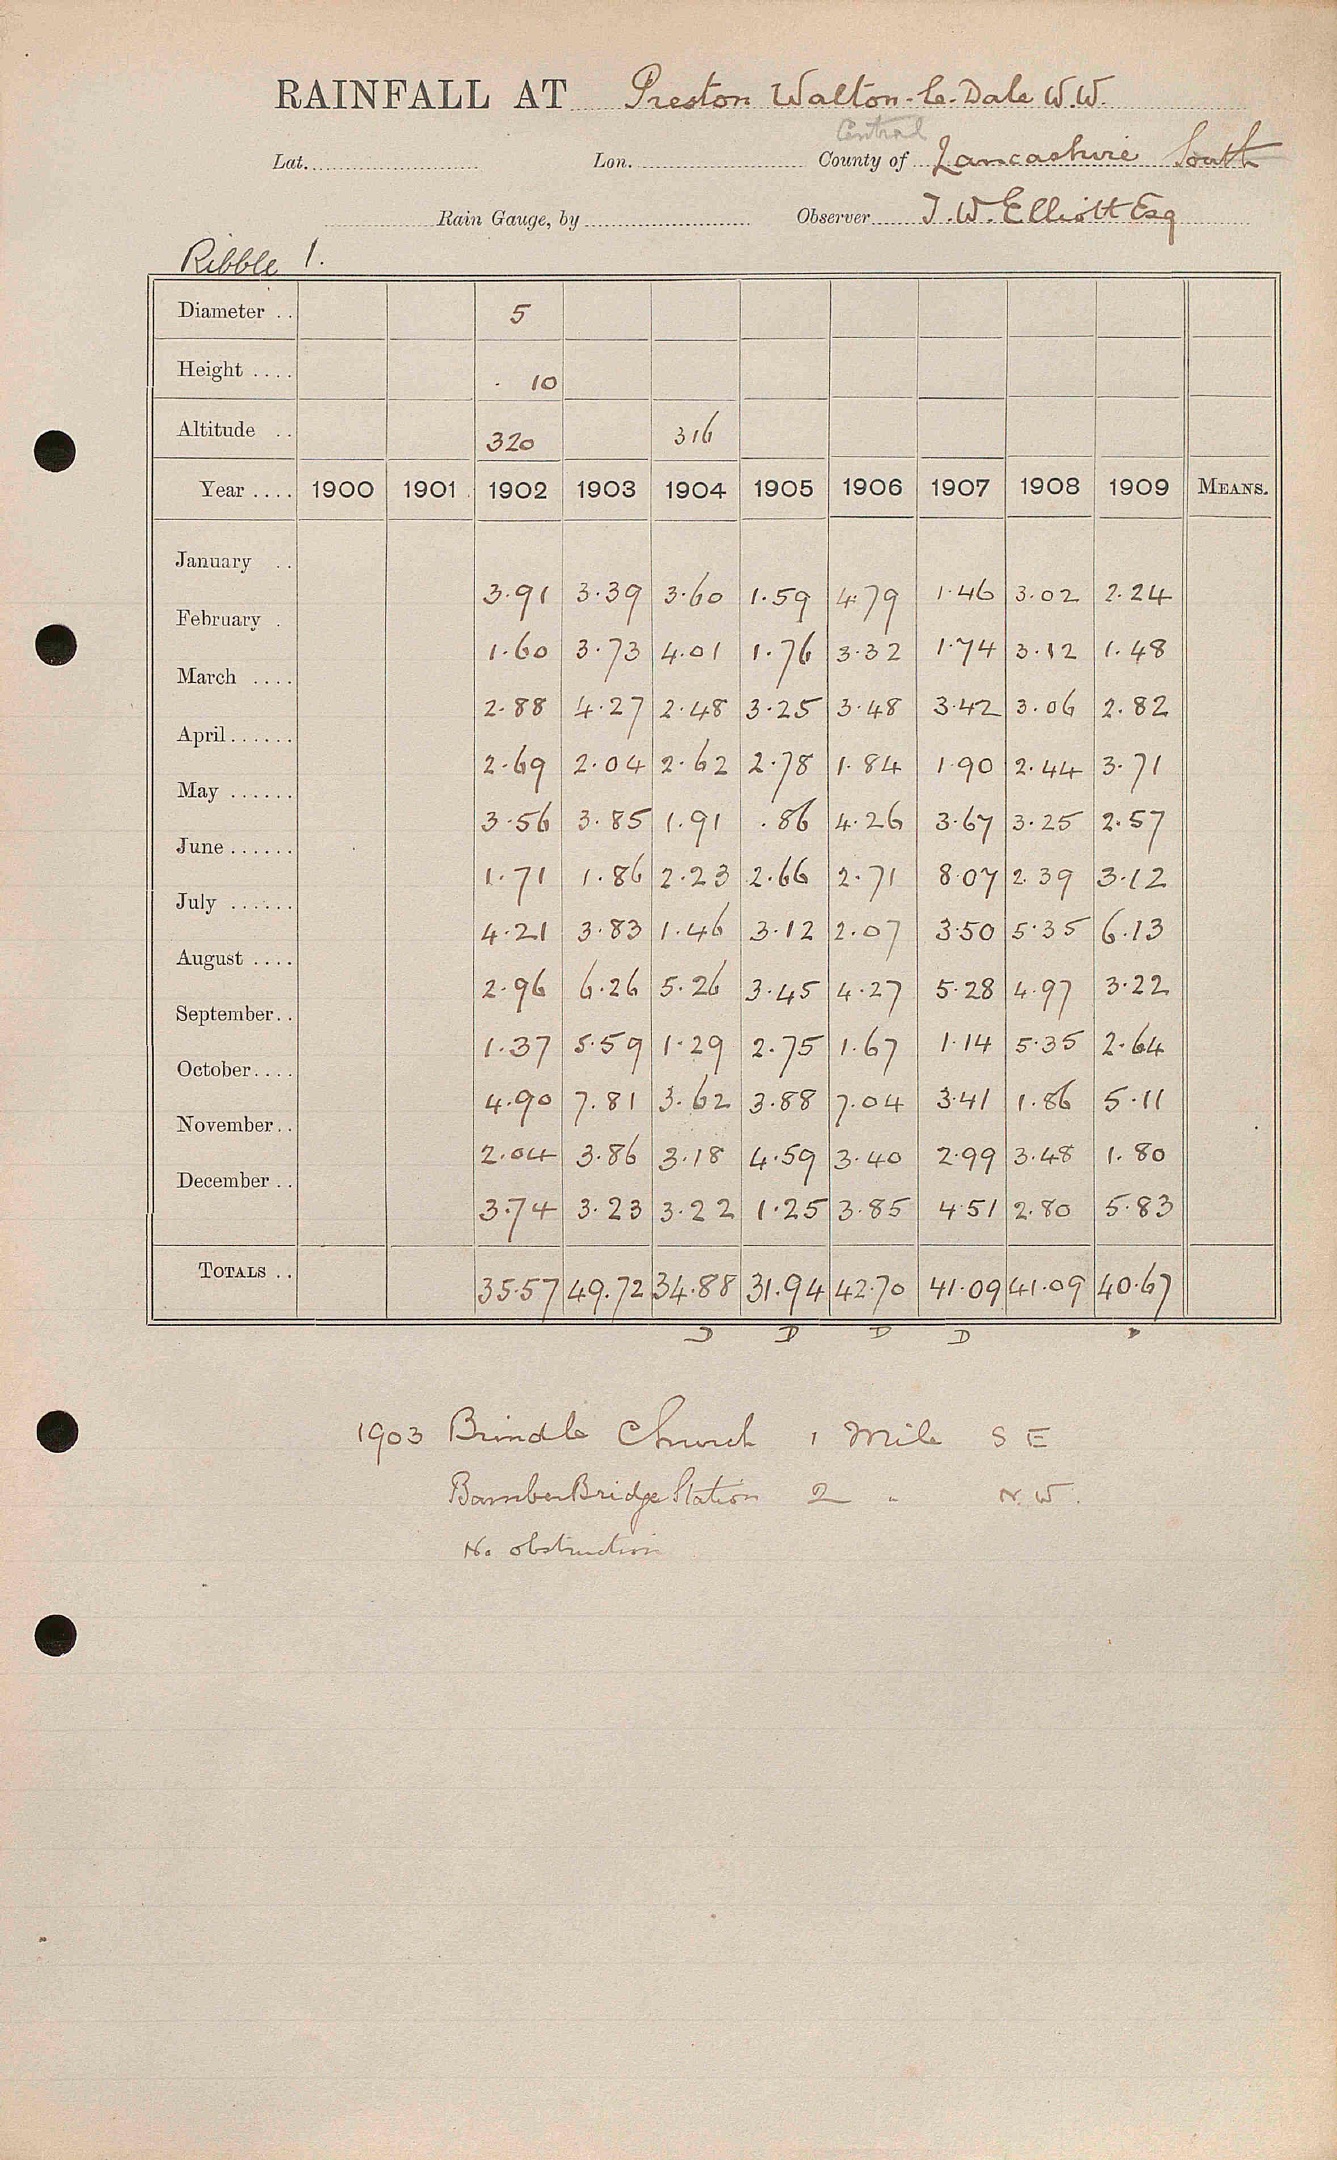 RAINFALL AT Preston Walton-le-Dale W.W.
Central
Lat. Lon. County of Lancashire South
Rain Gauge, by Observer T. W. Elliott Esq
Ribble 1.
Diameter .. 5
Height .... 10
Altitude .. 320 316
Year .... 1900 1901 1902 1903 1904 1905 1906 1907 1908 1909 MEANS.
January .. 3.91 3.39 3.60 1.59 4.79 1.46 3.02 2.24
February . 1.60 3.73 4.01 1.76 3.32 1.74 3.12 1.48
March .... 2.88 4.27 2.48 3.25 3.48 3.42 3.06 2.82
April ...... 2.69 2.04 2.62 2.78 1.84 1.90 2.44 3.71
May ...... 3.56 3.85 1.91 .86 4.26 3.67 3.25 2.57
June ...... 1.71 1.86 2.23 2.66 2.71 8.07 2.39 3.12
July ...... 4.21 3.83 1.46 3.12 2.07 3.50 5.35 6.13
August .... 2.96 6.26 5.26 3.45 4.27 5.28 4.97 3.22
September.. 1.37 5.59 1.29 2.75 1.67 1.14 5.35 2.64
October.... 4.90 7.81 3.62 3.88 7.04 3.41 1.86 5.11
November.. 2.04 3.86 3.18 4.59 3.40 2.99 3.48 1.80
December .. 3.74 3.23 3.22 1.25 3.85 4.51 2.80 5.83
TOTALS .. 35.57 49.72 34.88 31.94 42.70 41.09 41.09 40.67
D D D D
1903 Brindle Church 1 Mile S E
Bamber Bridge Station 2 " N.W.
No obstruction